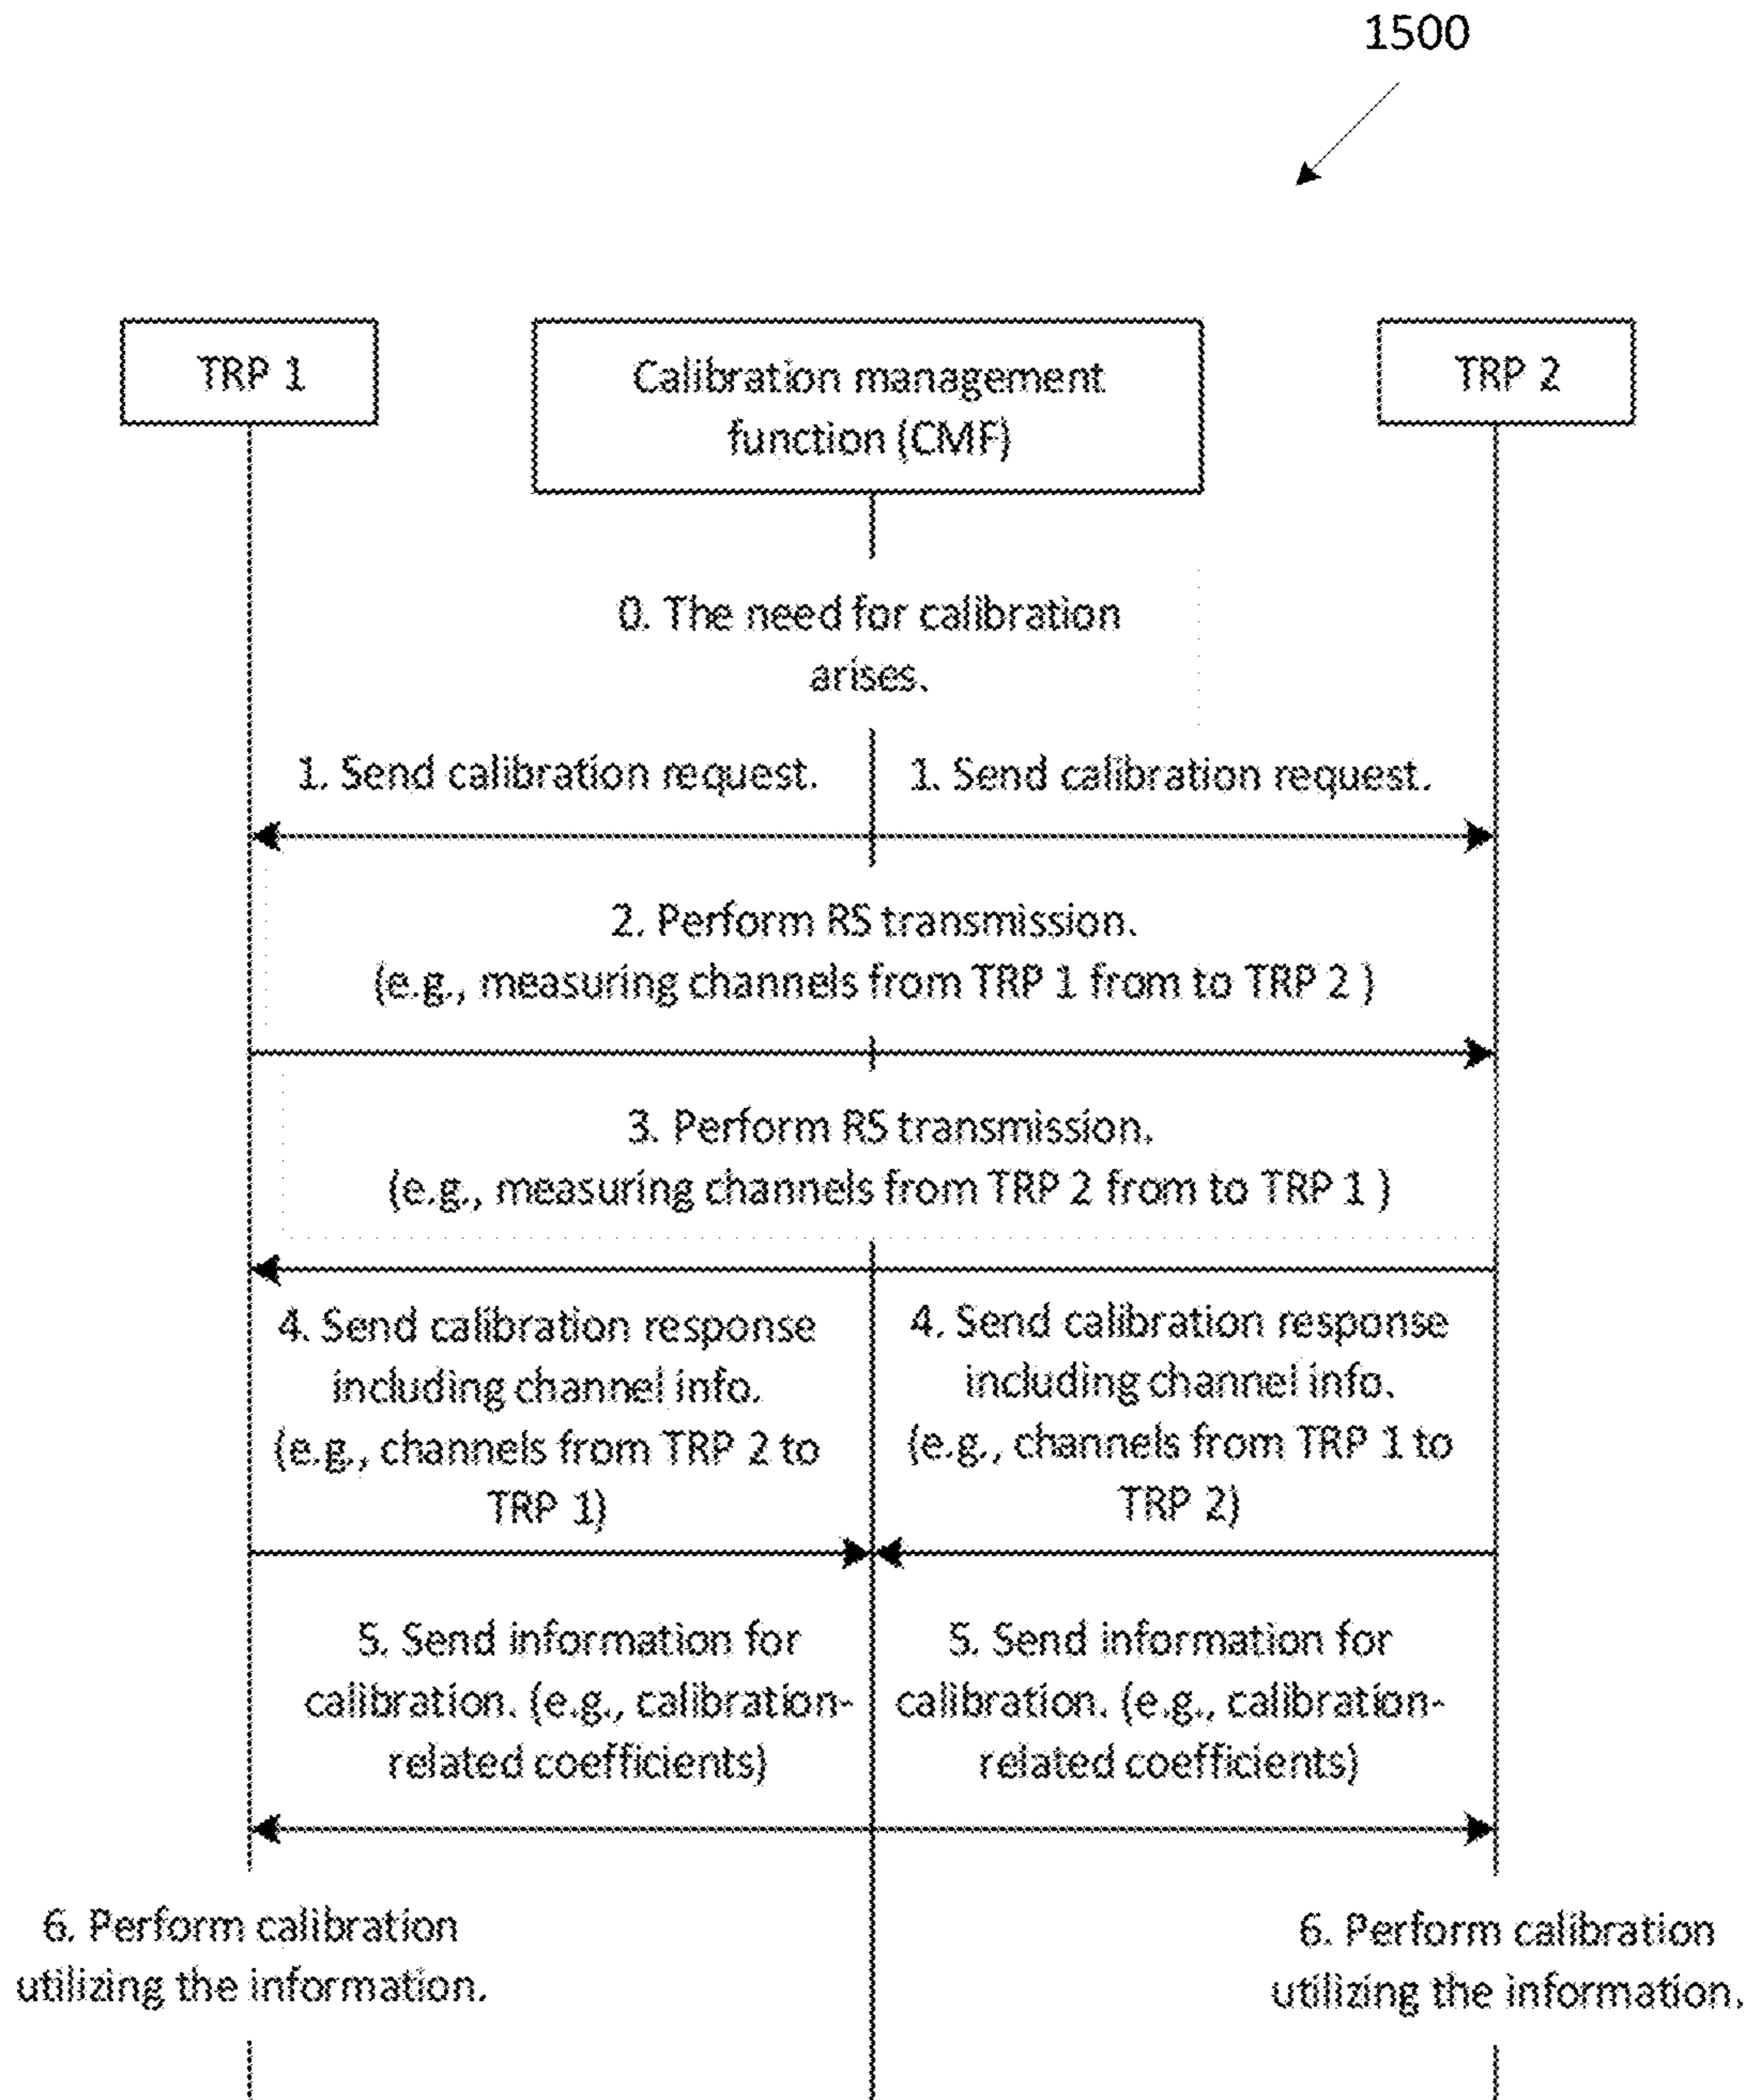 1500
TRP 1
Calibration management
function (CMF)
TRP 2
0. The need for calibration
arises.
1. Send calibration request.
1. Send calibration request.
2. Perform RS transmission.
(e.g., measuring channels from TRP 1 from to TRP 2 )
3. Perform RS transmission.
(e.g., measuring channels from TRP 2 from to TRP 1 )
4. Send calibration response
including channel info.
(e.g., channels from TRP 2 to
TRP 1)
4. Send calibration response
including channel info.
(e.g., channels from TRP 1 to
TRP 2)
5. Send information for
calibration. (e.g., calibration-
related coefficients)
5. Send information for
calibration. (e.g., calibration-
related coefficients)
6. Perform calibration
utilizing the information.
6. Perform calibration
utilizing the information.